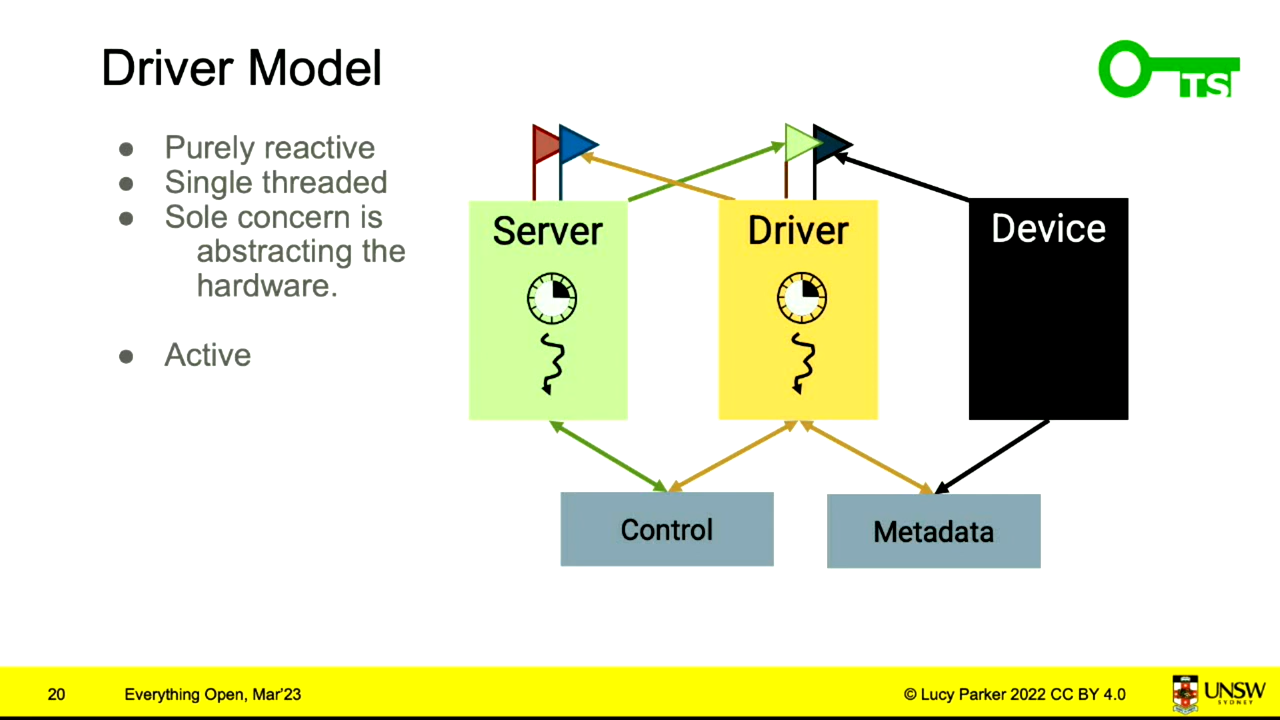 Driver Model
TS
● Purely reactive
● Single threaded
● Sole concern is
abstracting the
hardware.
● Active
Server
Driver
Device
Control
Metadata
20
Everything Open, Mar'23
© Lucy Parker 2022 CC BY 4.0
UNSW
SYDNEY